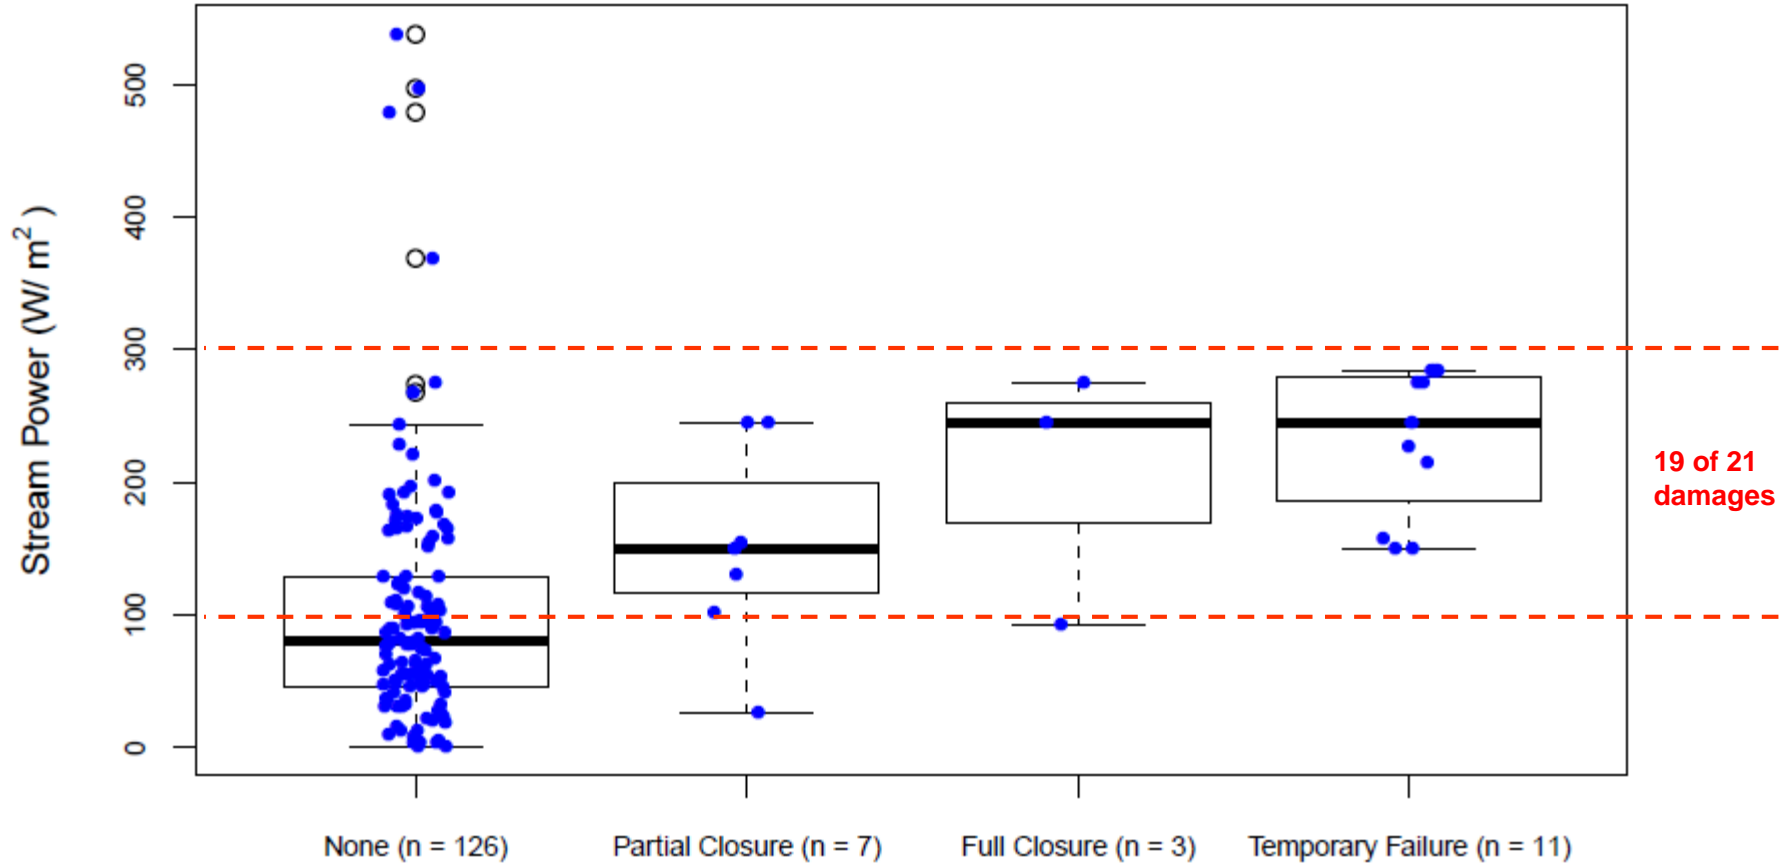 500
400
300
200
100
0
Stream Power (W/ m²)
19 of 21
damages
None (n = 126)
Partial Closure (n = 7)
Full Closure (n = 3)
Temporary Failure (n = 11)